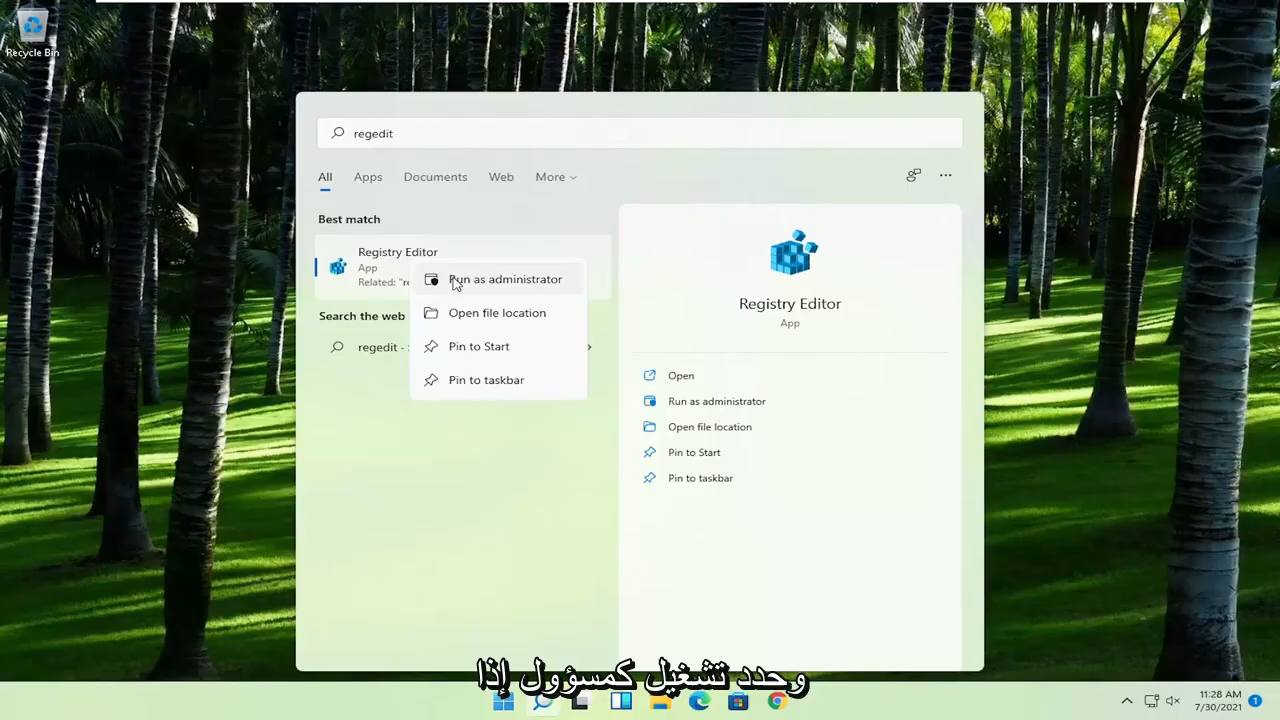 Recycle Bin
regedit
All Apps Documents Web More
Best match
Registry Editor
App
Related:
Run as administrator
Open file location
Search the web
regedit -
Pin to Start
Pin to taskbar
Registry Editor
App
Open
Run as administrator
Open file location
Pin to Start
Pin to taskbar
وحدد تشغيل كمسؤول إذا
11:28 AM
7/30/2021
1